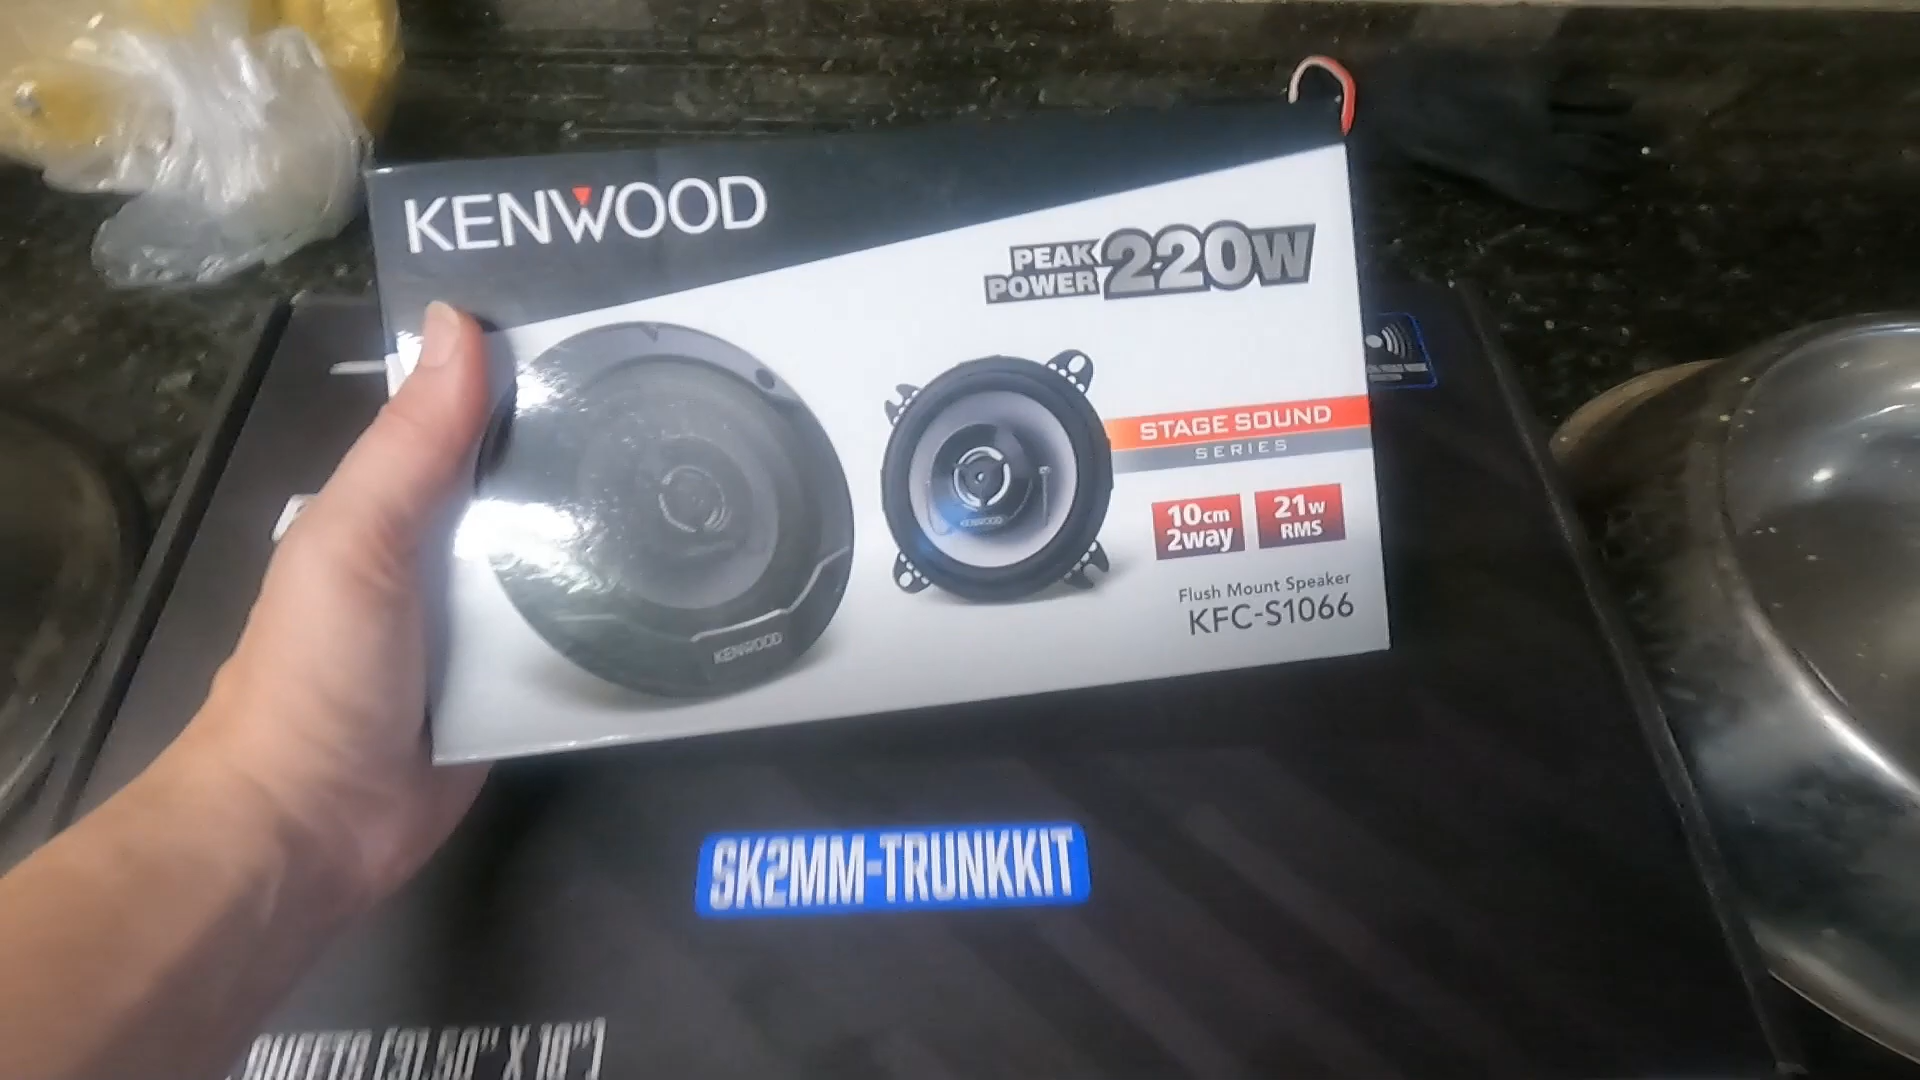 KENWOOD
PEAK
POWER
220W
STAGE SOUND
SERIES
10cm
2way
21w
RMS
Flush Mount Speaker
KFC-S1066
KENWOOD
KENWOOD
SK2MM-TRUNKKIT